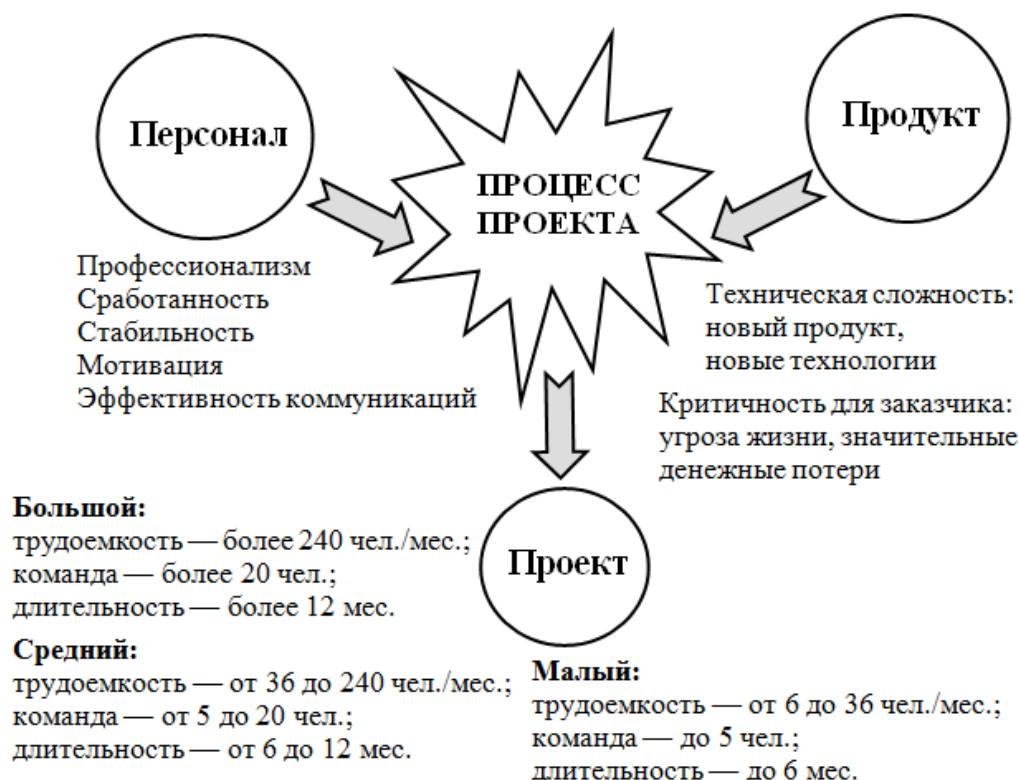 Персонал
ПРОЦЕСС
ПРОЕКТА
Продукт
Профессионализм
Сработанность
Стабильность
Мотивация
Эффективность коммуникаций
Техническая сложность:
новый продукт,
новые технологии
Критичность для заказчика:
угроза жизни, значительные
денежные потери
Проект
Большой:
трудоемкость — более 240 чел./мес.;
команда — более 20 чел.;
длительность — более 12 мес.
Средний:
трудоемкость — от 36 до 240 чел./мес.;
команда — от 5 до 20 чел.;
длительность — от 6 до 12 мес.
Малый:
трудоемкость — от 6 до 36 чел./мес.;
команда — до 5 чел.;
длительность — до 6 мес.